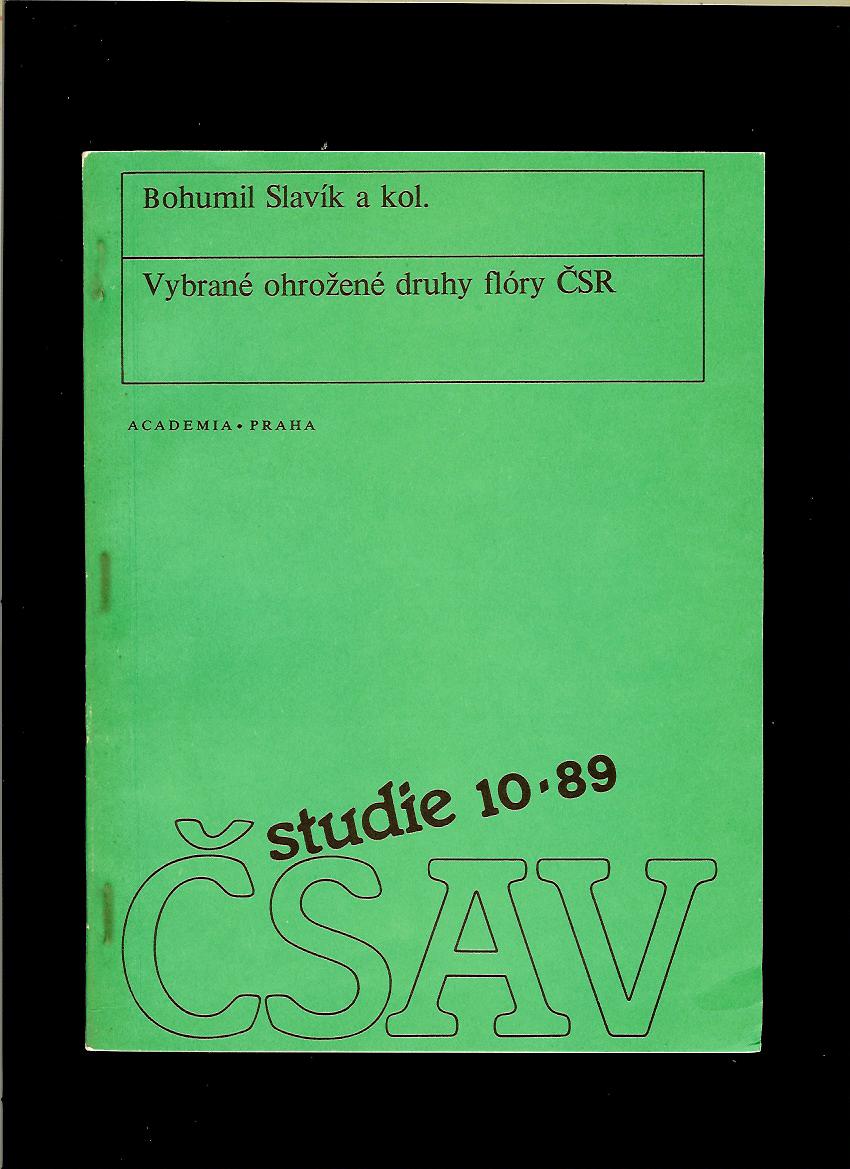 Bohumil Slavík a kol.
Vybrané ohrožené druhy flóry ČSR
ACADEMIA • PRAHA
studie 10·89
ČSAV